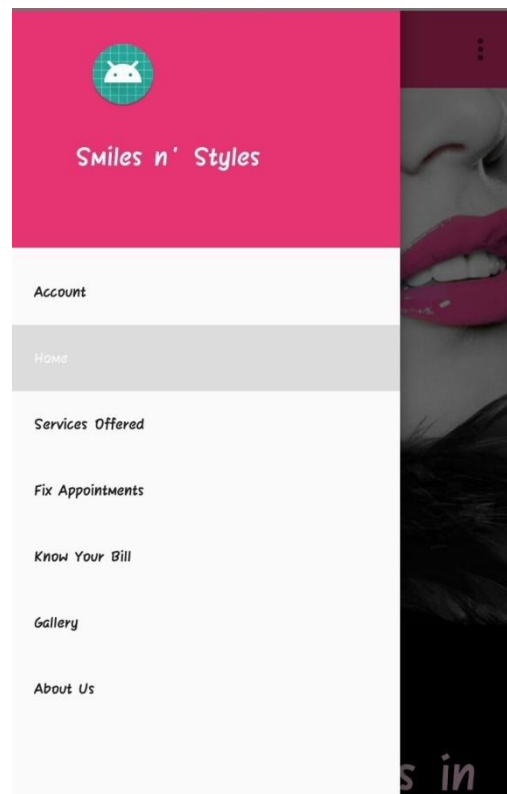 Smiles n' Styles
Account
Home
Services Offered
Fix Appointments
Know Your Bill
Gallery
About Us
s in